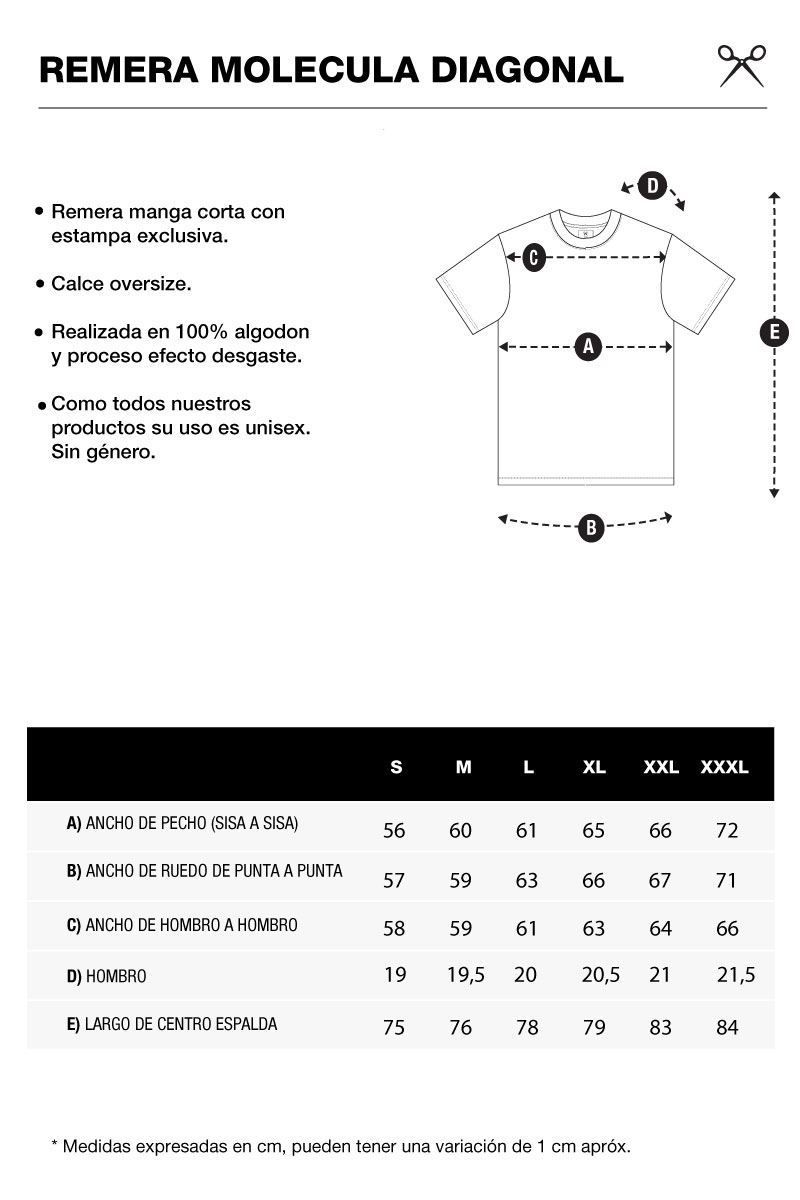 REMERA MOLECULA DIAGONAL
• Remera manga corta con
estampa exclusiva.
• Calce oversize.
• Realizada en 100% algodon
y proceso efecto desgaste.
• Como todos nuestros
productos su uso es unisex.
Sin género.
D
C
E
A
B
S M L XL XXL XXXL
A) ANCHO DE PECHO (SISA A SISA) 56 60 61 65 66 72
B) ANCHO DE RUEDO DE PUNTA A PUNTA 57 59 63 66 67 71
C) ANCHO DE HOMBRO A HOMBRO 58 59 61 63 64 66
D) HOMBRO 19 19,5 20 20,5 21 21,5
E) LARGO DE CENTRO ESPALDA 75 76 78 79 83 84
* Medidas expresadas en cm, pueden tener una variación de 1 cm apróx.